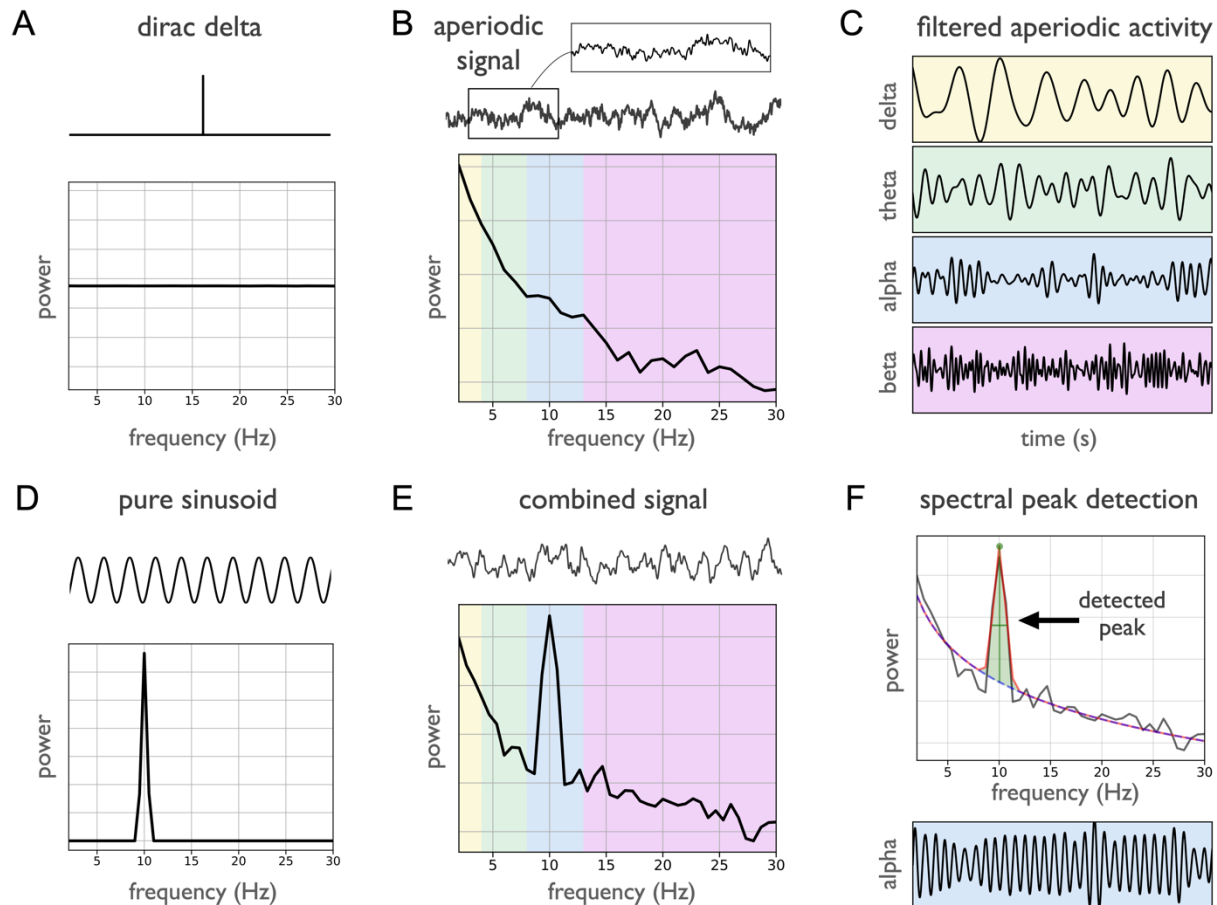 A
dirac delta
power
5 10 15 20 25 30
frequency (Hz)
B
aperiodic
signal
power
5 10 15 20 25 30
frequency (Hz)
C
filtered aperiodic activity
delta
theta
alpha
beta
time (s)
D
pure sinusoid
power
5 10 15 20 25 30
frequency (Hz)
E
combined signal
power
5 10 15 20 25 30
frequency (Hz)
F
spectral peak detection
detected
peak
power
5 10 15 20 25 30
frequency (Hz)
alpha